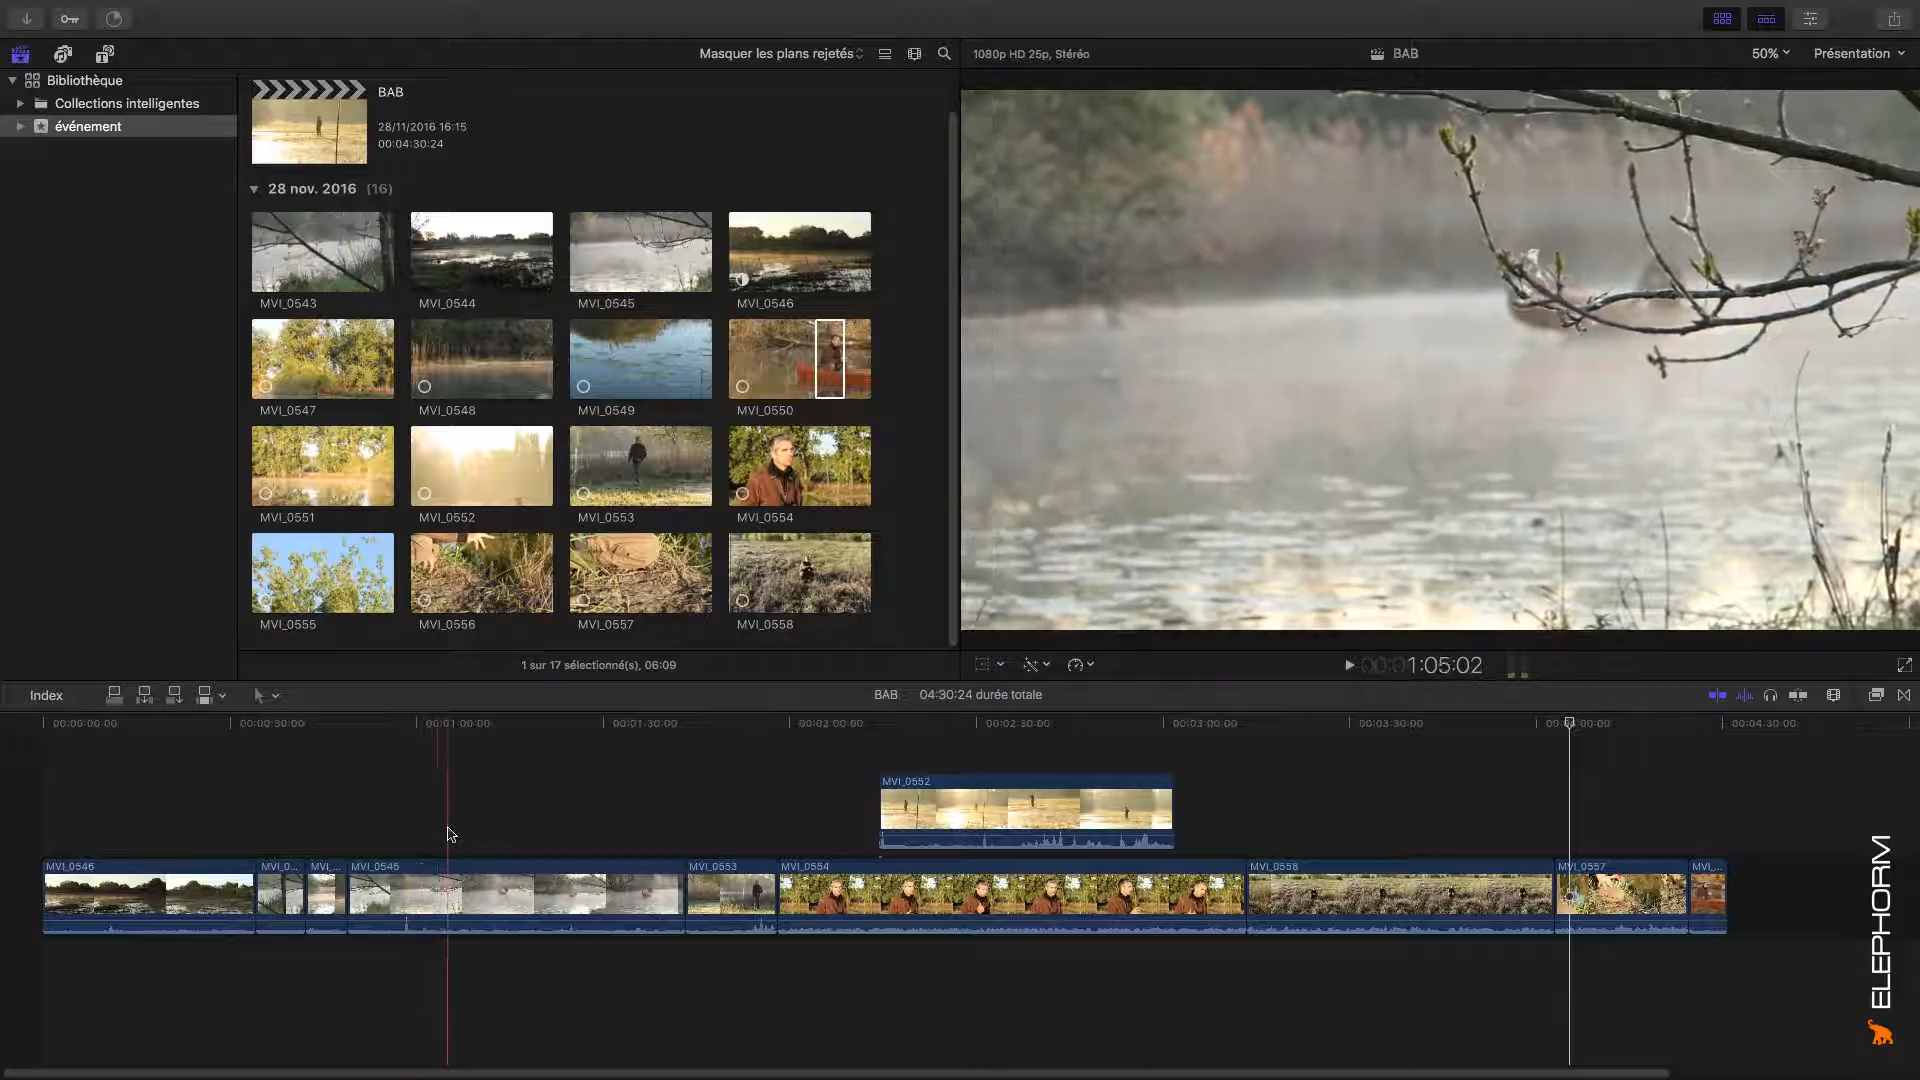 Masquer les plans rejetés
1080p HD 25p, Stéréo
BAB
50%
Présentation
Bibliothèque
Collections intelligentes
événement
BAB
28/11/2016 16:15
00:04:30:24
28 nov. 2016 (16)
MVI_0543
MVI_0544
MVI_0545
MVI_0546
MVI_0547
MVI_0548
MVI_0549
MVI_0550
MVI_0551
MVI_0552
MVI_0553
MVI_0554
MVI_0555
MVI_0556
MVI_0557
MVI_0558
1 sur 17 sélectionné(s), 06:09
00:01:05:02
Index
BAB
04:30:24 durée totale
00:00:00:00
00:00:30:00
00:01:00:00
00:01:30:00
00:02:00:00
00:02:30:00
00:03:00:00
00:03:30:00
00:04:00:00
00:04:30:00
MVI_0552
MVI_0546
MVI_0...
MVI_...
MVI_0545
MVI_0553
MVI_0554
MVI_0558
MVI_0557
MVI_...
ELEPHORM